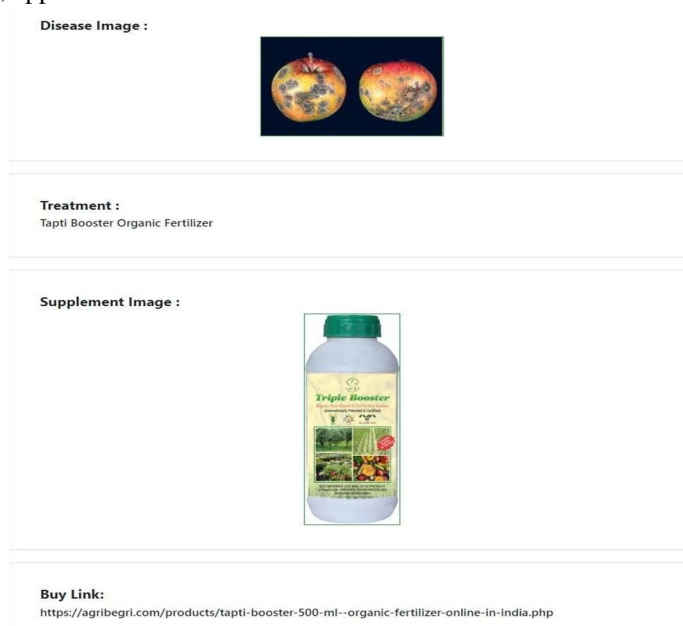 Disease Image :
Treatment :
Tapti Booster Organic Fertilizer
Supplement Image :
Triple Booster
Buy Link:
https://agribegri.com/products/tapti-booster-500-ml--organic-fertilizer-online-in-india.php